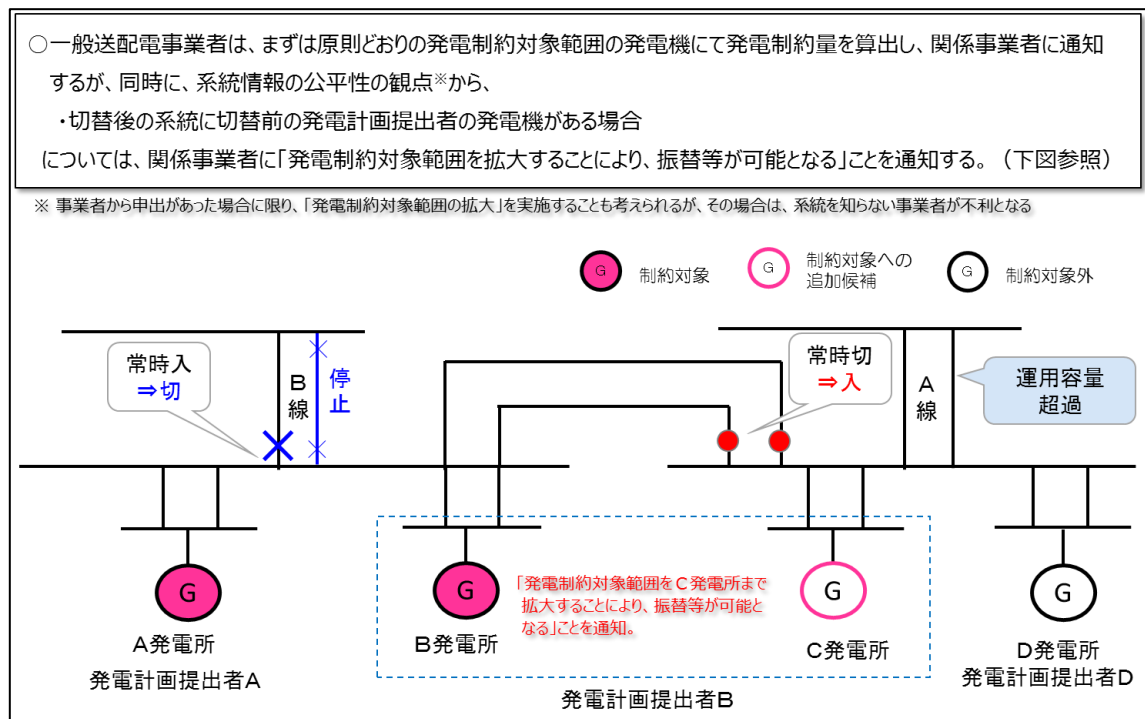 ○一般送配電事業者は、まずは原則どおりの発電制約対象範囲の発電機にて発電制約量を算出し、関係事業者に通知
するが、同時に、系統情報の公平性の観点※から、
・切替後の系統に切替前の発電計画提出者の発電機がある場合
については、関係事業者に「発電制約対象範囲を拡大することにより、振替等が可能となる」ことを通知する。（下図参照）
※ 事業者から申出があった場合に限り、「発電制約対象範囲の拡大」を実施することも考えられるが、その場合は、系統を知らない事業者が不利となる
G 制約対象
G 制約対象への
追加候補
G 制約対象外
常時入
⇒切
B線
停止
常時切
⇒入
A線
運用容量
超過
G
G
G
G
「発電制約対象範囲をC発電所まで
拡大することにより、振替等が可能と
なる」ことを通知。
A発電所
B発電所
C発電所
D発電所
発電計画提出者A
発電計画提出者B
発電計画提出者D